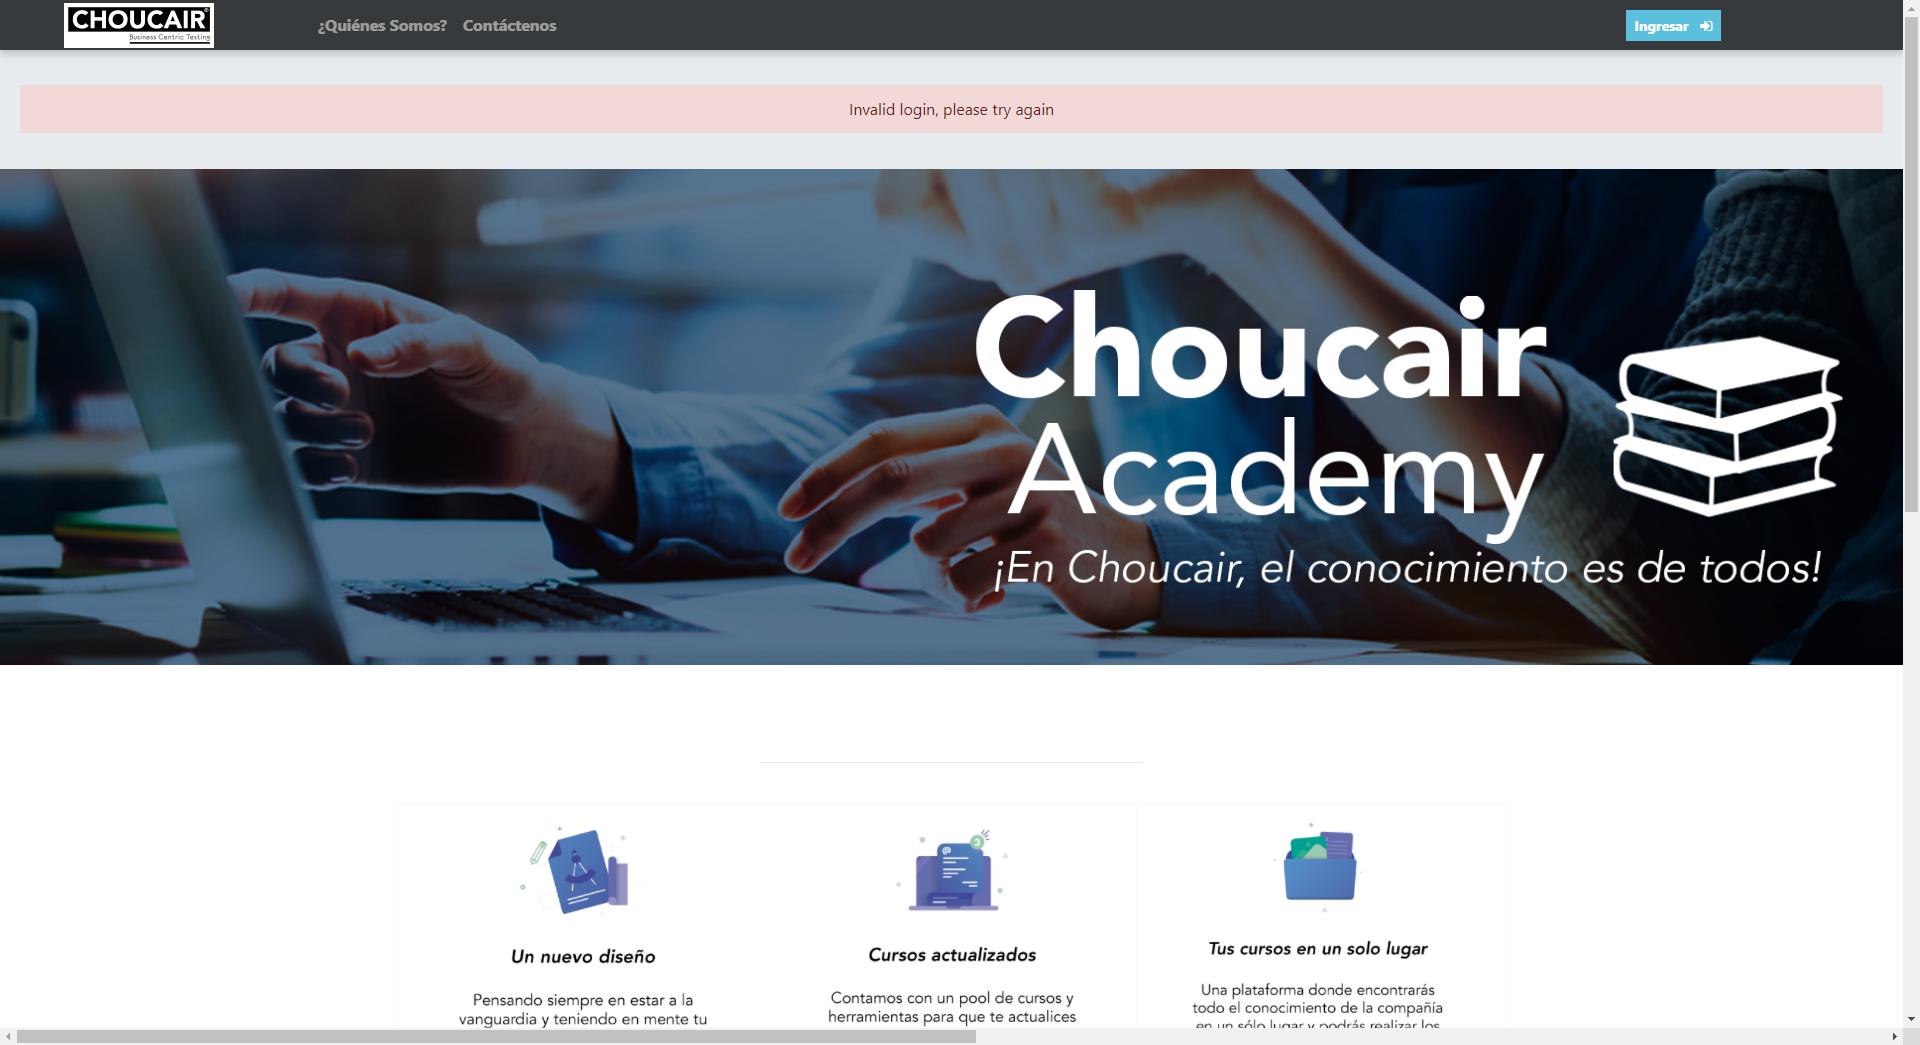 CHOUCAIR®
Business Centric Testing
¿Quiénes Somos? Contáctenos
Ingresar
Invalid login, please try again
Choucair
Academy
¡En Choucair, el conocimiento es de todos!
3
@
Un nuevo diseño
Pensando siempre en estar a la
vanguardia y teniendo en mente tu
Cursos actualizados
Contamos con un pool de cursos y
herramientas para que te actualices
Tus cursos en un solo lugar
Una plataforma donde encontrarás
todo el conocimiento de la compañía
en un sólo lugar y podrás realizar los